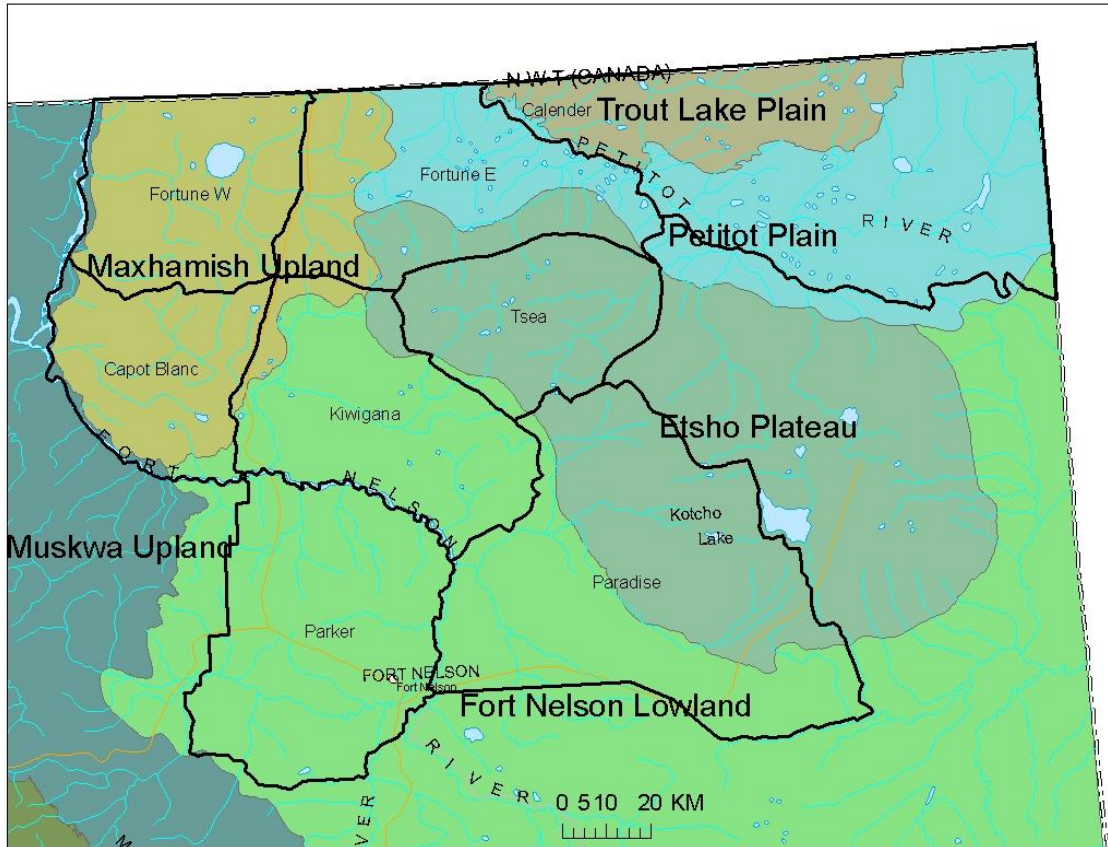 N W T (CANADA)
Calender
Trout Lake Plain
PETITOT
RIVER
Fortune W
Fortune E
Petitot Plain
Maxhamish Upland
Tsea
Capot Blanc
Kiwigana
Etsho Plateau
FORT
NELSON
Kotcho
Lake
Muskwa Upland
Paradise
Parker
FORT NELSON
Fort Nelson
Fort Nelson Lowland
RIVER
RIVER
0 510 20 KM
M